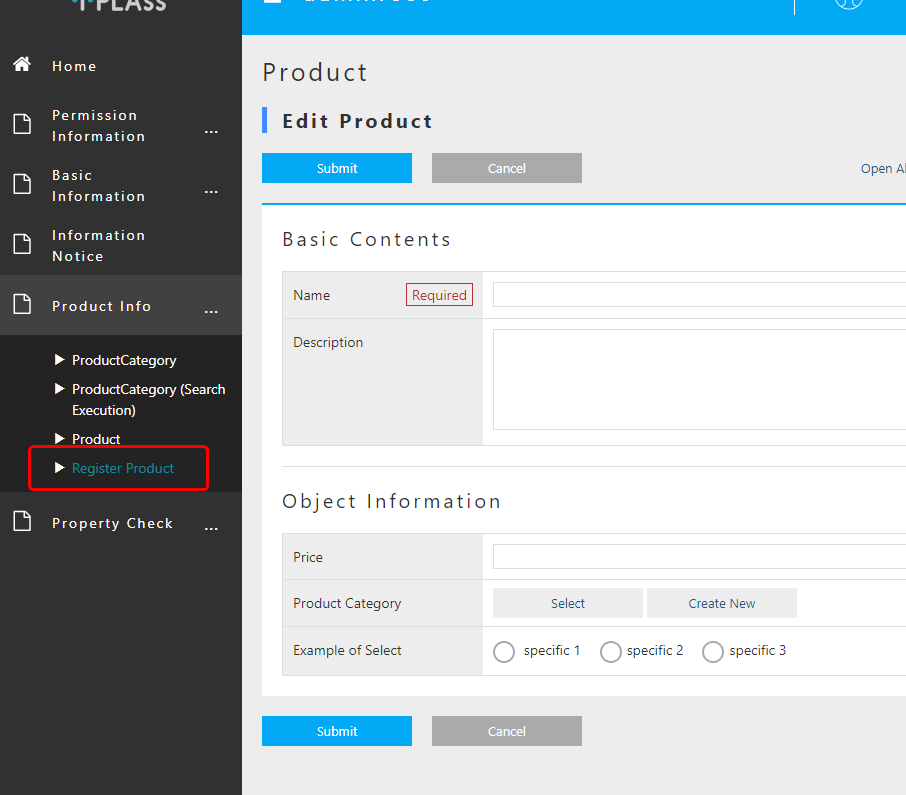 iPLASS
Home
Permission
Information
...
Basic
Information
...
Information
Notice
Product Info
...
ProductCategory
ProductCategory (Search
Execution)
Product
Register Product
Property Check
...
Product
Edit Product
Submit
Cancel
Open Al
Basic Contents
Name
Required
Description
Object Information
Price
Product Category
Select
Create New
Example of Select
specific 1
specific 2
specific 3
Submit
Cancel